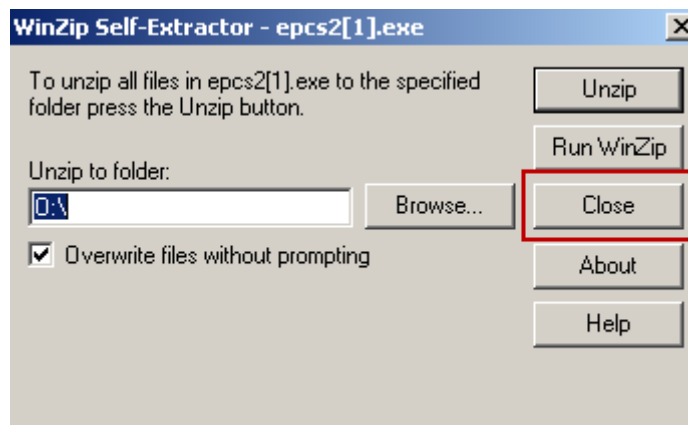 WinZip Self-Extractor - epcs2[1].exe
To unzip all files in epcs2[1].exe to the specified
folder press the Unzip button.
Unzip to folder:
O:\
Browse...
Overwrite files without prompting
Unzip
Run WinZip
Close
About
Help